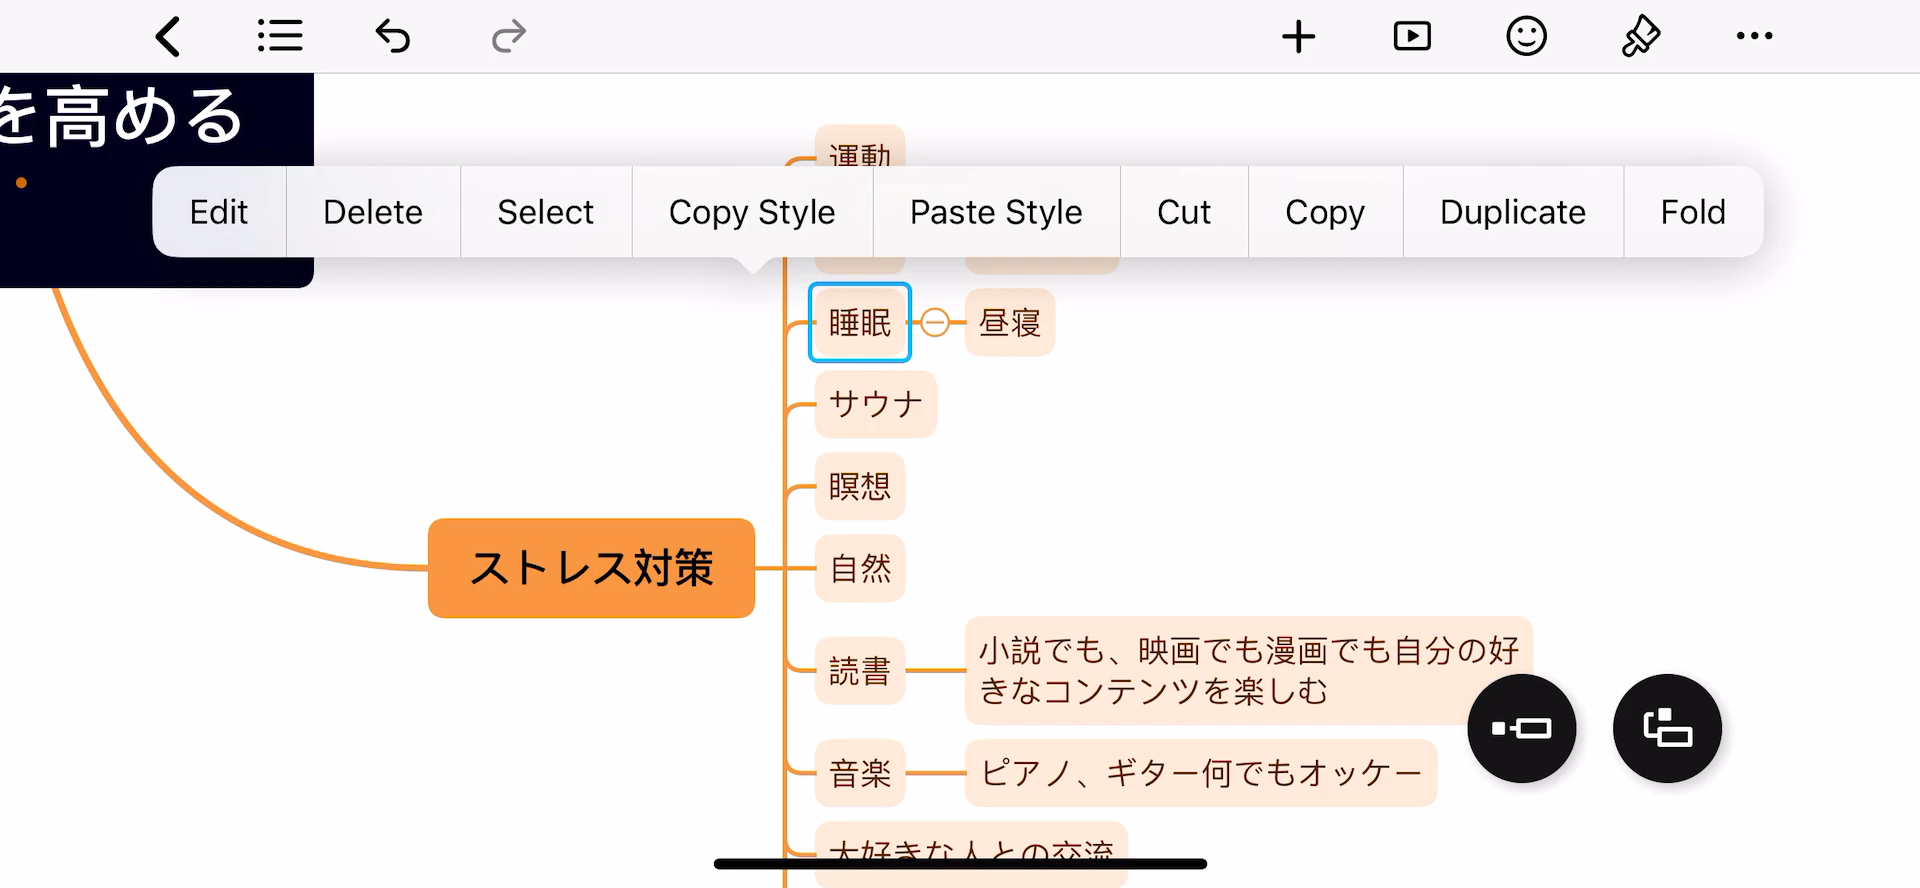 を高める
運動
Edit
Delete
Select
Copy Style
Paste Style
Cut
Copy
Duplicate
Fold
睡眠
昼寝
サウナ
瞑想
自然
ストレス対策
読書
小説でも、映画でも漫画でも自分の好
きなコンテンツを楽しむ
音楽
ピアノ、ギター何でもオッケー
大好きな人との交流